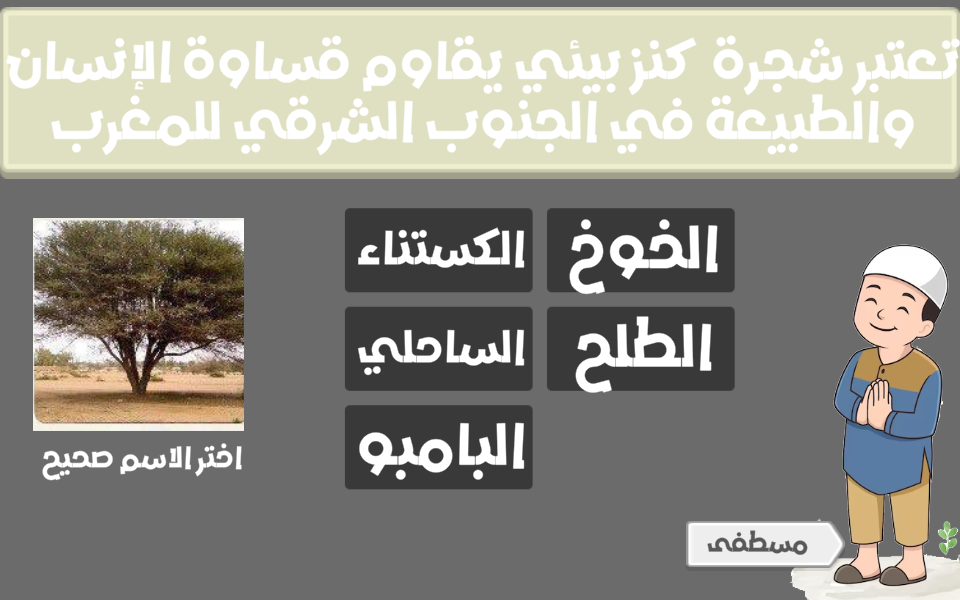 تعتبر شجرة كنز بيئي يقاوم قساوة الإنسان
والطبيعة في الجنوب الشرقي للمغرب
الخوخ
الكستناء
الطلح
الساحلي
البامبو
اختر الاسم صحيح
مسطفى